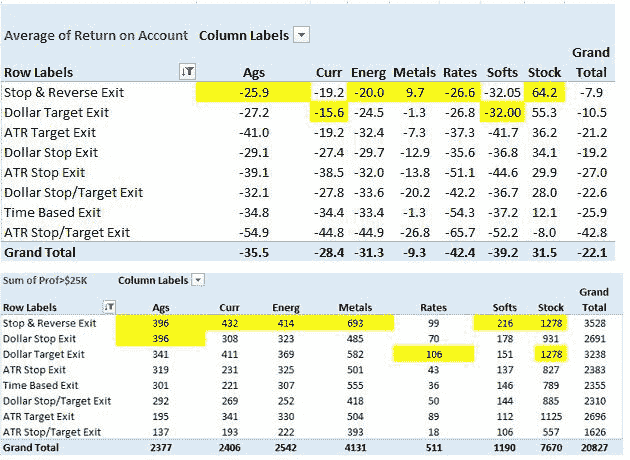 Average of Return on Account Column Labels
Grand
Row Labels Ags Curr Energ Metals Rates Softs Stock Total
Stop & Reverse Exit -25.9 -19.2 -20.0 9.7 -26.6 -32.05 64.2 -7.9
Dollar Target Exit -27.2 -15.6 -24.5 -1.3 -26.8 -32.00 55.3 -10.5
ATR Target Exit -41.0 -19.2 -32.4 -7.3 -37.3 -41.7 36.2 -21.2
Dollar Stop Exit -29.1 -27.4 -29.7 -12.9 -35.6 -36.8 34.1 -19.2
ATR Stop Exit -39.1 -38.5 -32.0 -13.8 -51.1 -44.6 29.9 -27.0
Dollar Stop/Target Exit -32.1 -27.8 -33.6 -20.2 -42.2 -36.7 28.0 -22.6
Time Based Exit -34.8 -34.4 -33.4 -1.3 -54.3 -37.2 12.1 -25.9
ATR Stop/Target Exit -54.9 -44.8 -44.9 -26.8 -65.7 -52.2 -8.0 -42.8
Grand Total -35.5 -28.4 -31.3 -9.3 -42.4 -39.2 31.5 -22.1
Sum of Prof>$25K Column Labels
Grand
Row Labels Ags Curr Energ Metals Rates Softs Stock Total
Stop & Reverse Exit 396 432 414 693 99 216 1278 3528
Dollar Stop Exit 396 308 323 485 70 178 931 2691
Dollar Target Exit 341 411 369 582 106 151 1278 3238
ATR Stop Exit 319 231 325 501 43 137 827 2383
Time Based Exit 301 221 307 555 36 146 789 2355
Dollar Stop/Target Exit 292 269 252 418 50 144 885 2310
ATR Target Exit 195 341 330 504 89 112 1125 2696
ATR Stop/Target Exit 137 193 222 393 18 106 557 1626
Grand Total 2377 2406 2542 4131 511 1190 7670 20827